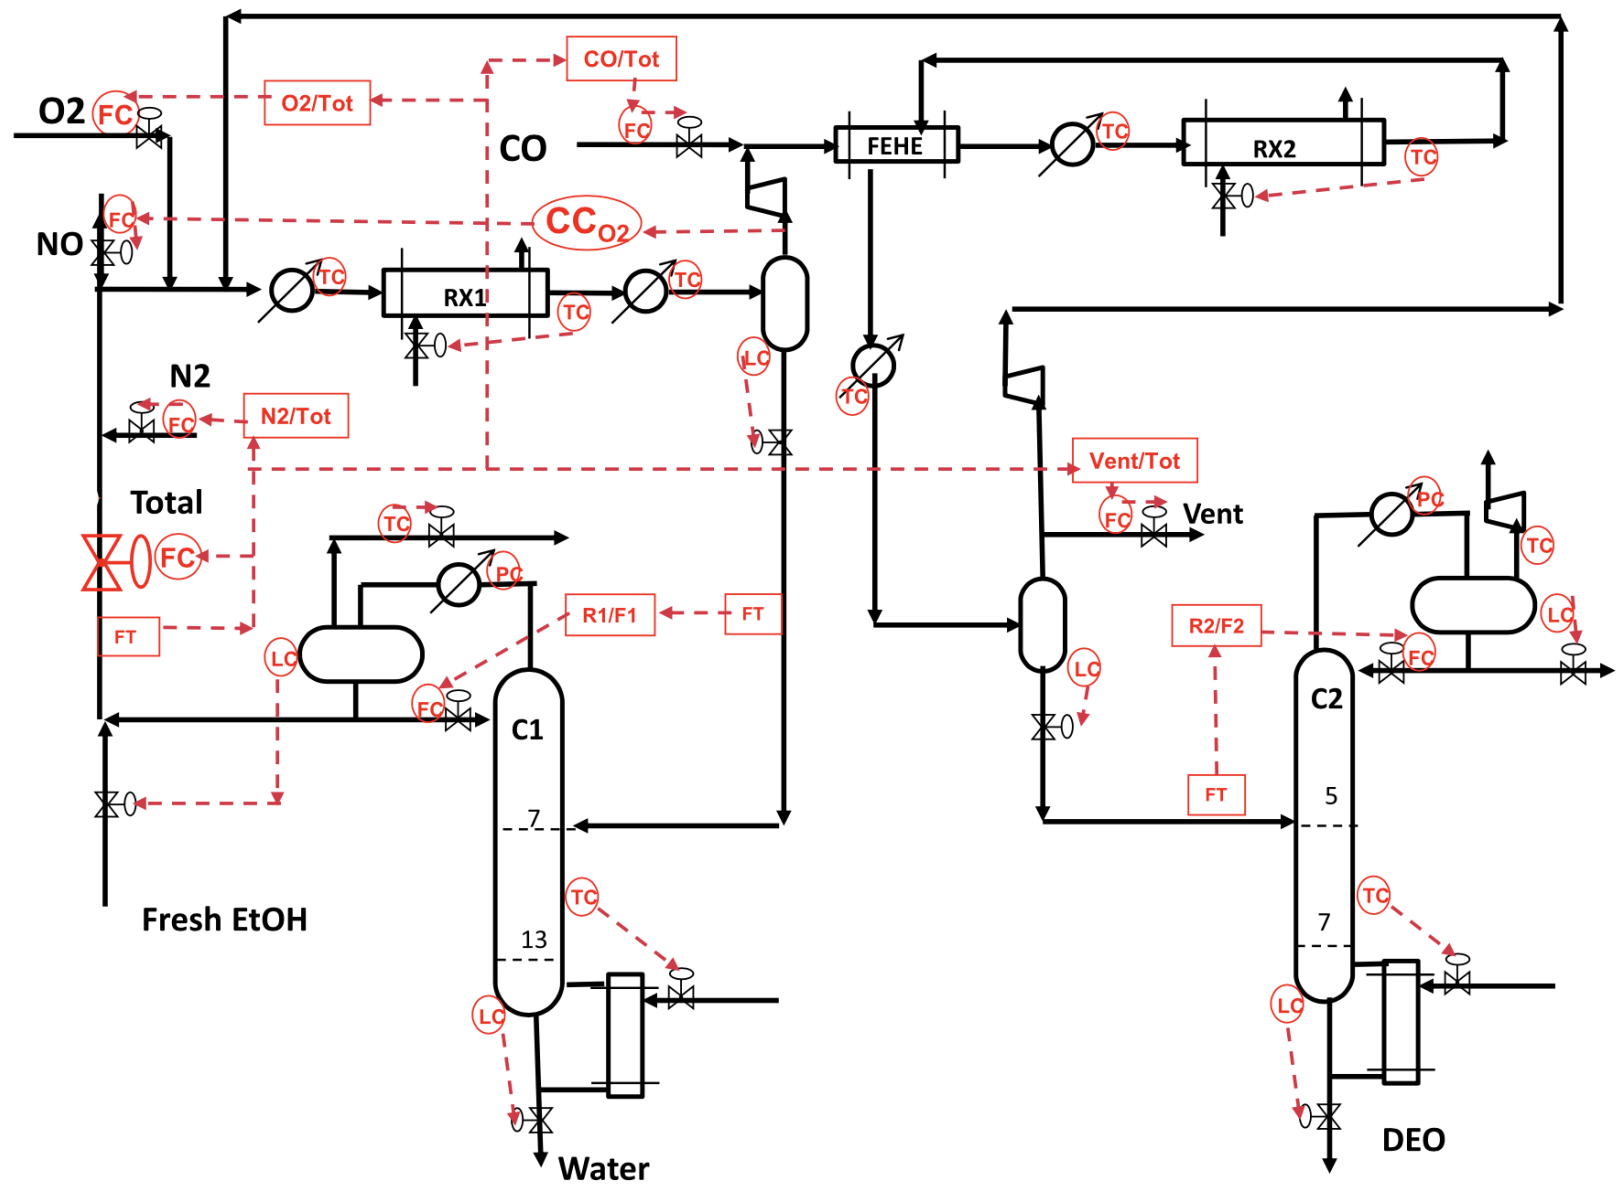 CO/Tot
O2
FC
O2/Tot
FC
CO
FEHE
TC
RX2
TC
NO
FC
CCO2
TC
RX1
TC
TC
LC
TC
N2
FC
N2/Tot
Vent/Tot
Total
FC
TC
FC
Vent
PC
TC
FC
PC
FT
R1/F1
FT
R2/F2
LC
LC
LC
FC
LC
FC
C1
C2
FT
5
7
TC
TC
Fresh EtOH
7
13
LC
LC
Water
DEO